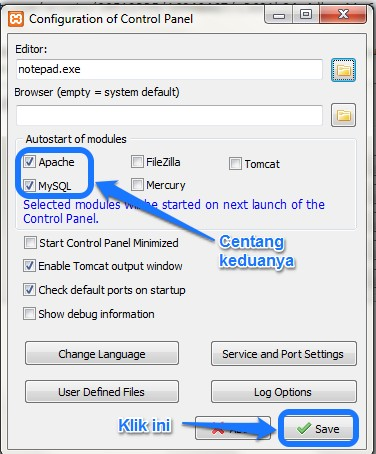 Configuration of Control Panel
Editor:
notepad.exe
Browser (empty = system default)
Autostart of modules
Apache
FileZilla
Tomcat
MySQL
Mercury
Selected modules will be started on next launch of the
Control Panel.
Centang
keduanya
Start Control Panel Minimized
Enable Tomcat output window
Check default ports on startup
Show debug information
Change Language
Service and Port Settings
User Defined Files
Log Options
Klik ini
Save